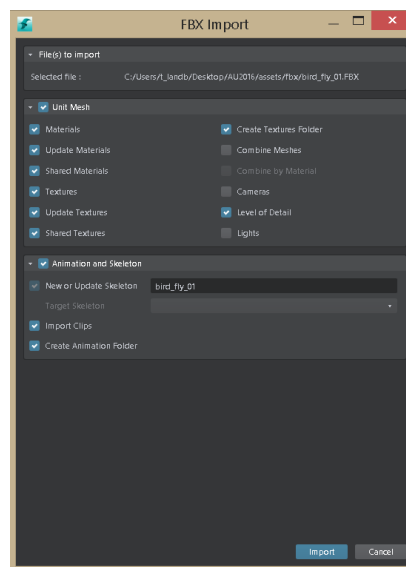 FBX Import
File(s) to import
Selected file : C:/Users/t_landb/Desktop/AU2016/assets/fbx/bird_fly_01.FBX
Unit Mesh
Materials Create Textures Folder
Update Materials Combine Meshes
Shared Materials Combine by Material
Textures Cameras
Update Textures Level of Detail
Shared Textures Lights
Animation and Skeleton
New or Update Skeleton bird_fly_01
Target Skeleton
Import Clips
Create Animation Folder
Import Cancel